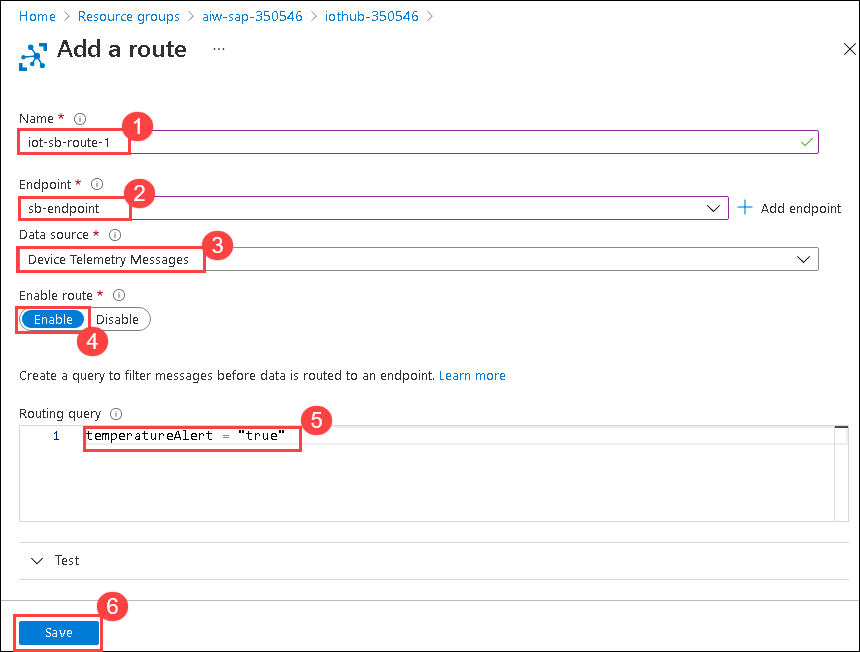 Home > Resource groups > aiw-sap-350546 > iothub-350546 >
Add a route ...
Name * 1
iot-sb-route-1
Endpoint * 2
sb-endpoint + Add endpoint
Data source * 3
Device Telemetry Messages
Enable route *
Enable Disable
4
Create a query to filter messages before data is routed to an endpoint. Learn more
Routing query 5
1 temperatureAlert = "true"
Test
6
Save